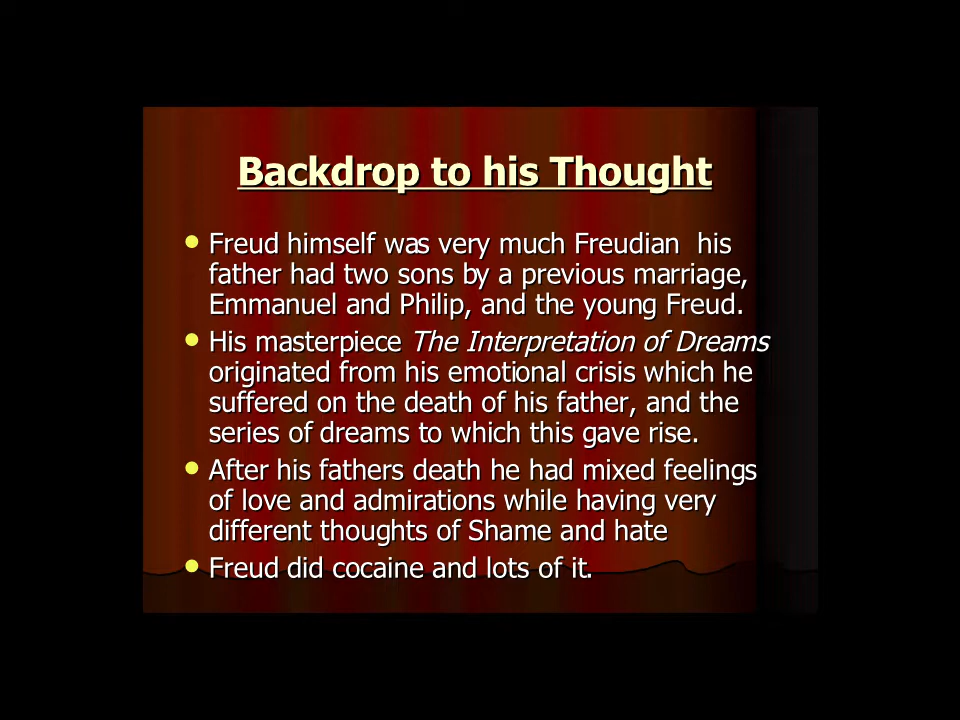 Backdrop to his Thought
Freud himself was very much Freudian  his
father had two sons by a previous marriage,
Emmanuel and Philip, and the young Freud.
His masterpiece The Interpretation of Dreams
originated from his emotional crisis which he
suffered on the death of his father, and the
series of dreams to which this gave rise.
After his fathers death he had mixed feelings
of love and admirations while having very
different thoughts of Shame and hate
Freud did cocaine and lots of it.